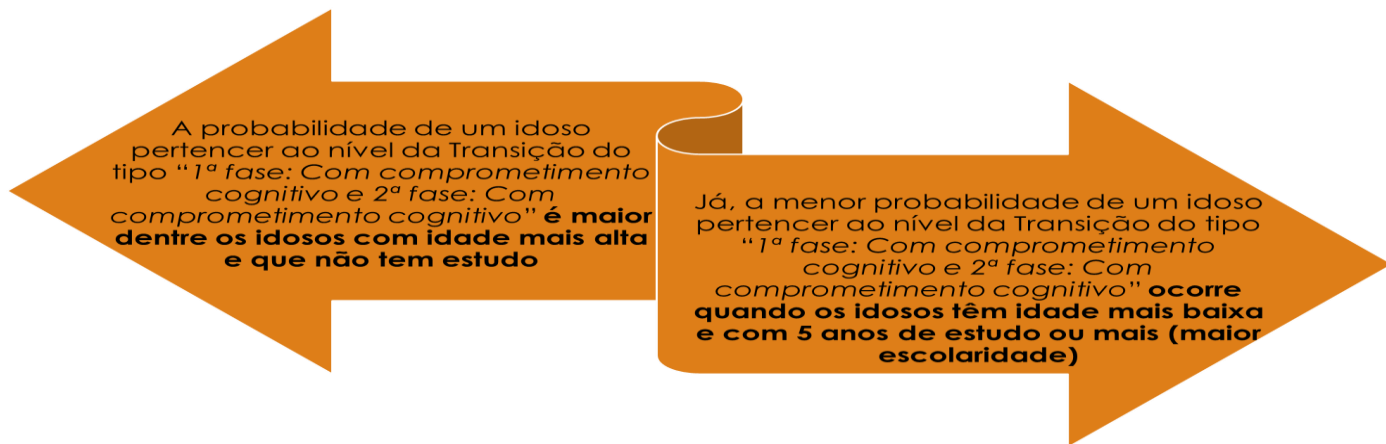 A probabilidade de um idoso
pertencer ao nível da Transição do
tipo “1ª fase: Com comprometimento
cognitivo e 2ª fase: Com
comprometimento cognitivo” é maior
dentre os idosos com idade mais alta
e que não tem estudo
Já, a menor probabilidade de um idoso
pertencer ao nível da Transição do tipo
“1ª fase: Com comprometimento
cognitivo e 2ª fase: Com
comprometimento cognitivo” ocorre
quando os idosos têm idade mais baixa
e com 5 anos de estudo ou mais (maior
escolaridade)